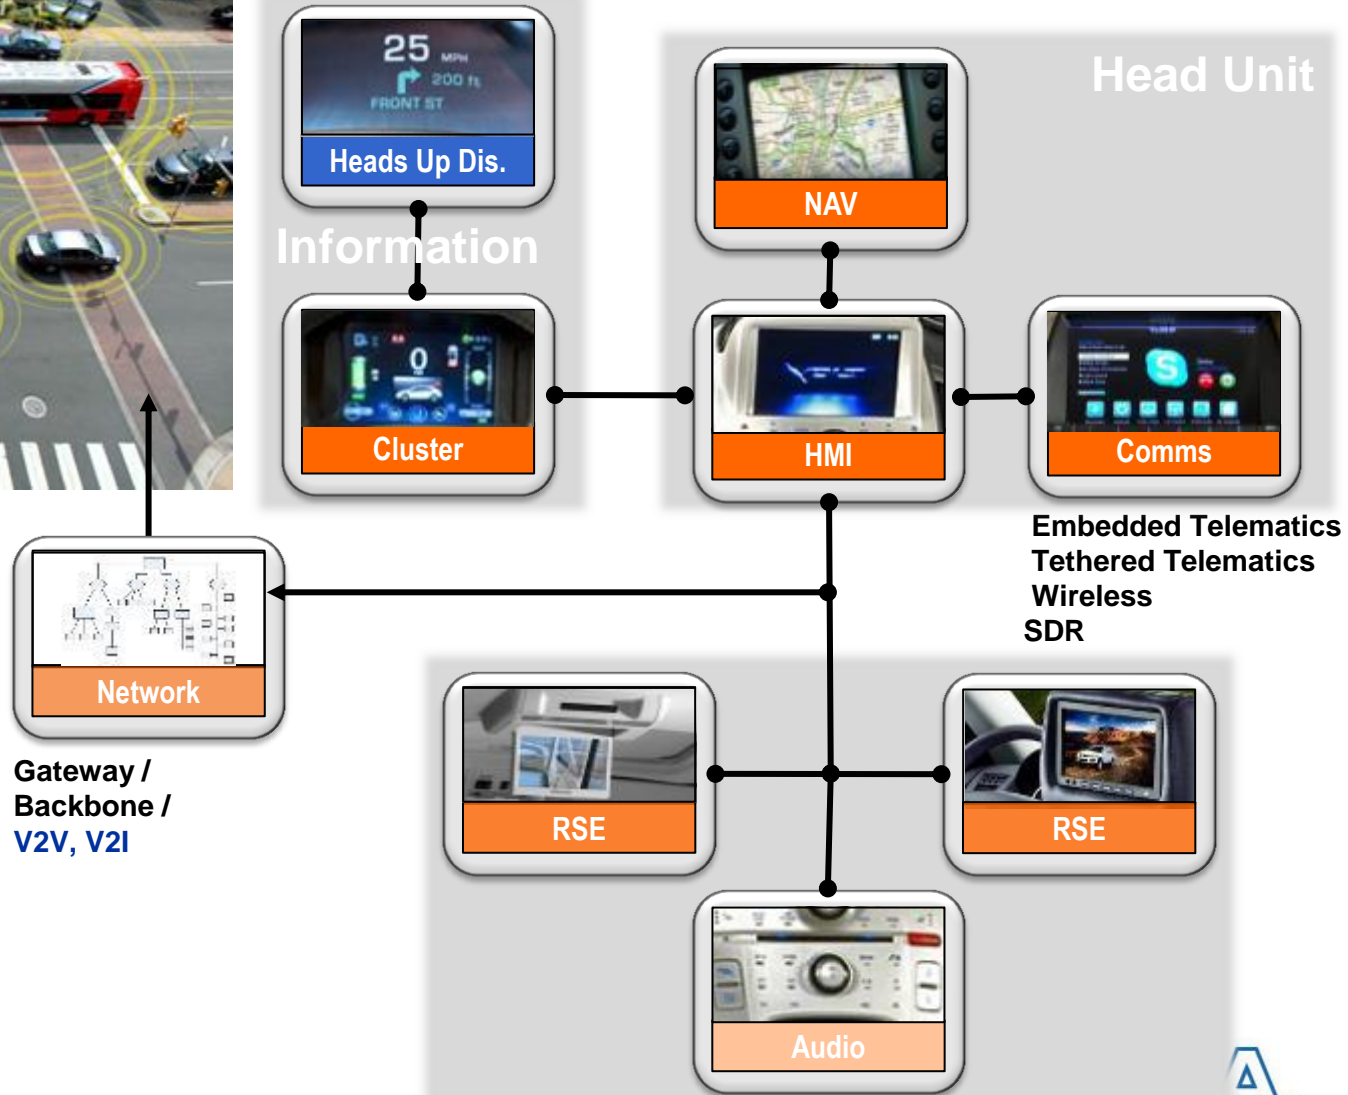 25 MPH
200 ft
FRONT ST
Heads Up Dis.
Information
Cluster
0
Head Unit
NAV
HMI
Comms
Embedded Telematics
Tethered Telematics
Wireless
SDR
Network
Gateway /
Backbone /
V2V, V2I
RSE
RSE
Audio